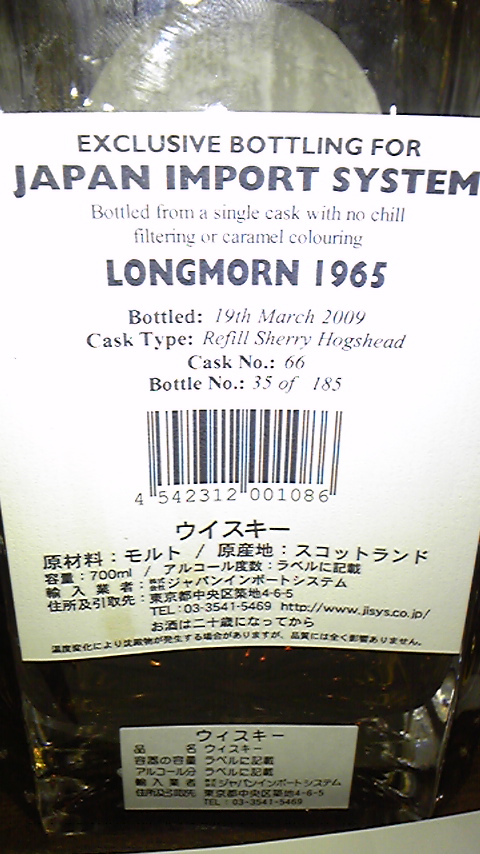 EXCLUSIVE BOTTLING FOR
JAPAN IMPORT SYSTEM
Bottled from a single cask with no chill
filtering or caramel colouring
LONGMORN 1965
Bottled: 19th March 2009
Cask Type: Refill Sherry Hogshead
Cask No.: 66
Bottle No.: 35 of 185
4 542312 001086
ウイスキー
原材料：モルト / 原産地：スコットランド
容量：700ml / アルコール度数：ラベルに記載
輸入業者：株式会社ジャパンインポートシステム
住所及引取先：東京都中央区築地4-6-5
TEL：03-3541-5469 http://www.jisys.co.jp/
お酒は二十歳になってから
温度変化により沈殿物が発生する場合がありますが、品質には全く影響ありません。
ウィスキー
品名 ウィスキー
容器の容量 ラベルに記載
アルコール分 ラベルに記載
輸入業者 株式会社ジャパンインポートシステム
住所及引取先 東京都中央区築地4-6-5
TEL：03-3541-5469